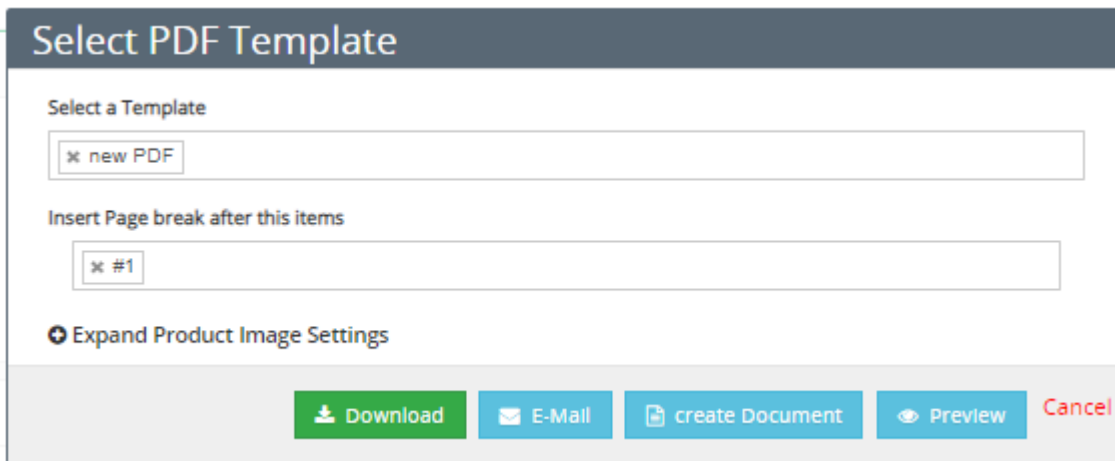 Select PDF Template
Select a Template
× new PDF
Insert Page break after this items
× #1
Expand Product Image Settings
Download E-Mail create Document Preview Cancel